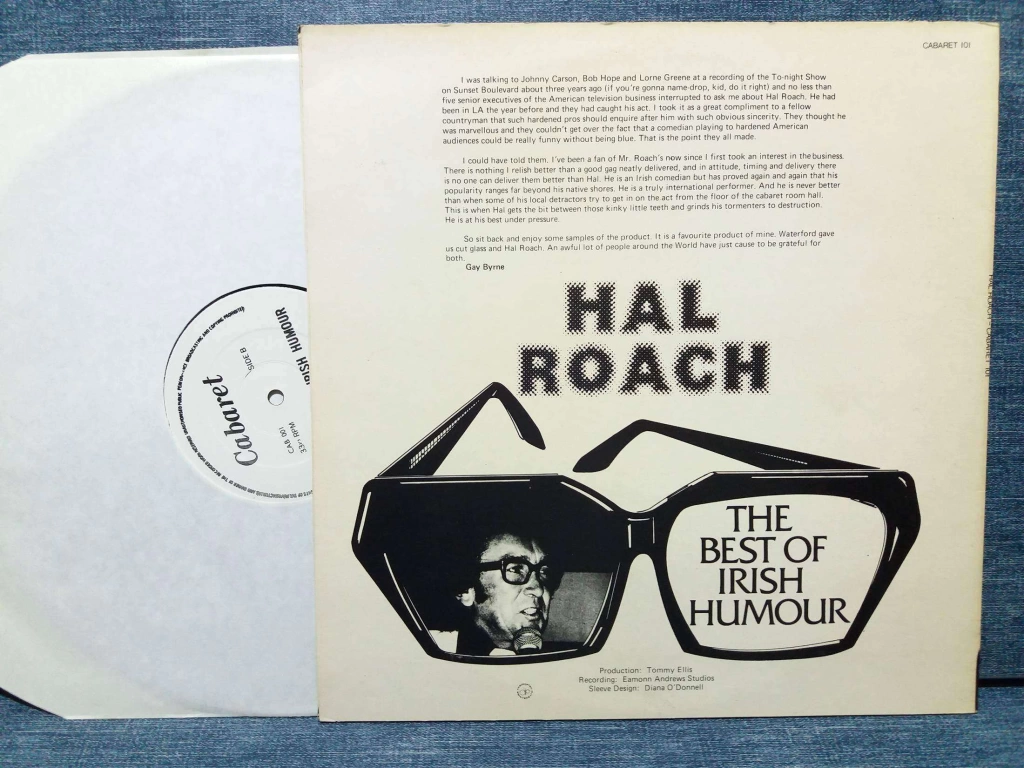 CABARET 101
I was talking to Johnny Carson, Bob Hope and Lorne Greene at a recording of the To-night Show
on Sunset Boulevard about three years ago (if you're gonna name-drop, kid, do it right) and no less than
five senior executives of the American television business interrupted to ask me about Hal Roach. He had
been in LA the year before and they had caught his act. I took it as a great compliment to a fellow
countryman that such hardened pros should enquire after him with such obvious sincerity. They thought he
was marvellous and they couldn't get over the fact that a comedian playing to hardened American
audiences could be really funny without being blue. That is the point they all made.
I could have told them. I've been a fan of Mr. Roach's now since I first took an interest in the business.
There is nothing I relish better than a good gag neatly delivered, and in attitude, timing and delivery there
is no one can deliver them better than Hal. He is an Irish comedian but has proved again and again that his
popularity ranges far beyond his native shores. He is a truly international performer. And he is never better
than when some of his local detractors try to get in on the act from the floor of the cabaret room hall.
This is when Hal gets the bit between those kinky little teeth and grinds his tormenters to destruction.
He is at his best under pressure.
So sit back and enjoy some samples of the product. It is a favourite product of mine. Waterford gave
us cut glass and Hal Roach. An awful lot of people around the World have just cause to be grateful for
both.
Gay Byrne
HAL
ROACH
THE
BEST OF
IRISH
HUMOUR
Production: Tommy Ellis
Recording: Eamonn Andrews Studios
Sleeve Design: Diana O'Donnell
IRISH HUMOUR
SIDE B
Cabaret
CAB 001
33⅓ RPM